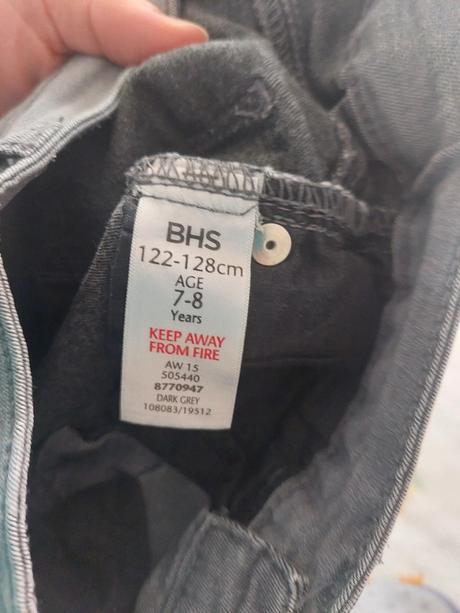 BHS
122-128cm
AGE
7-8
Years
KEEP AWAY
FROM FIRE
AW 15
505440
8770947
DARK GREY
108083/19512